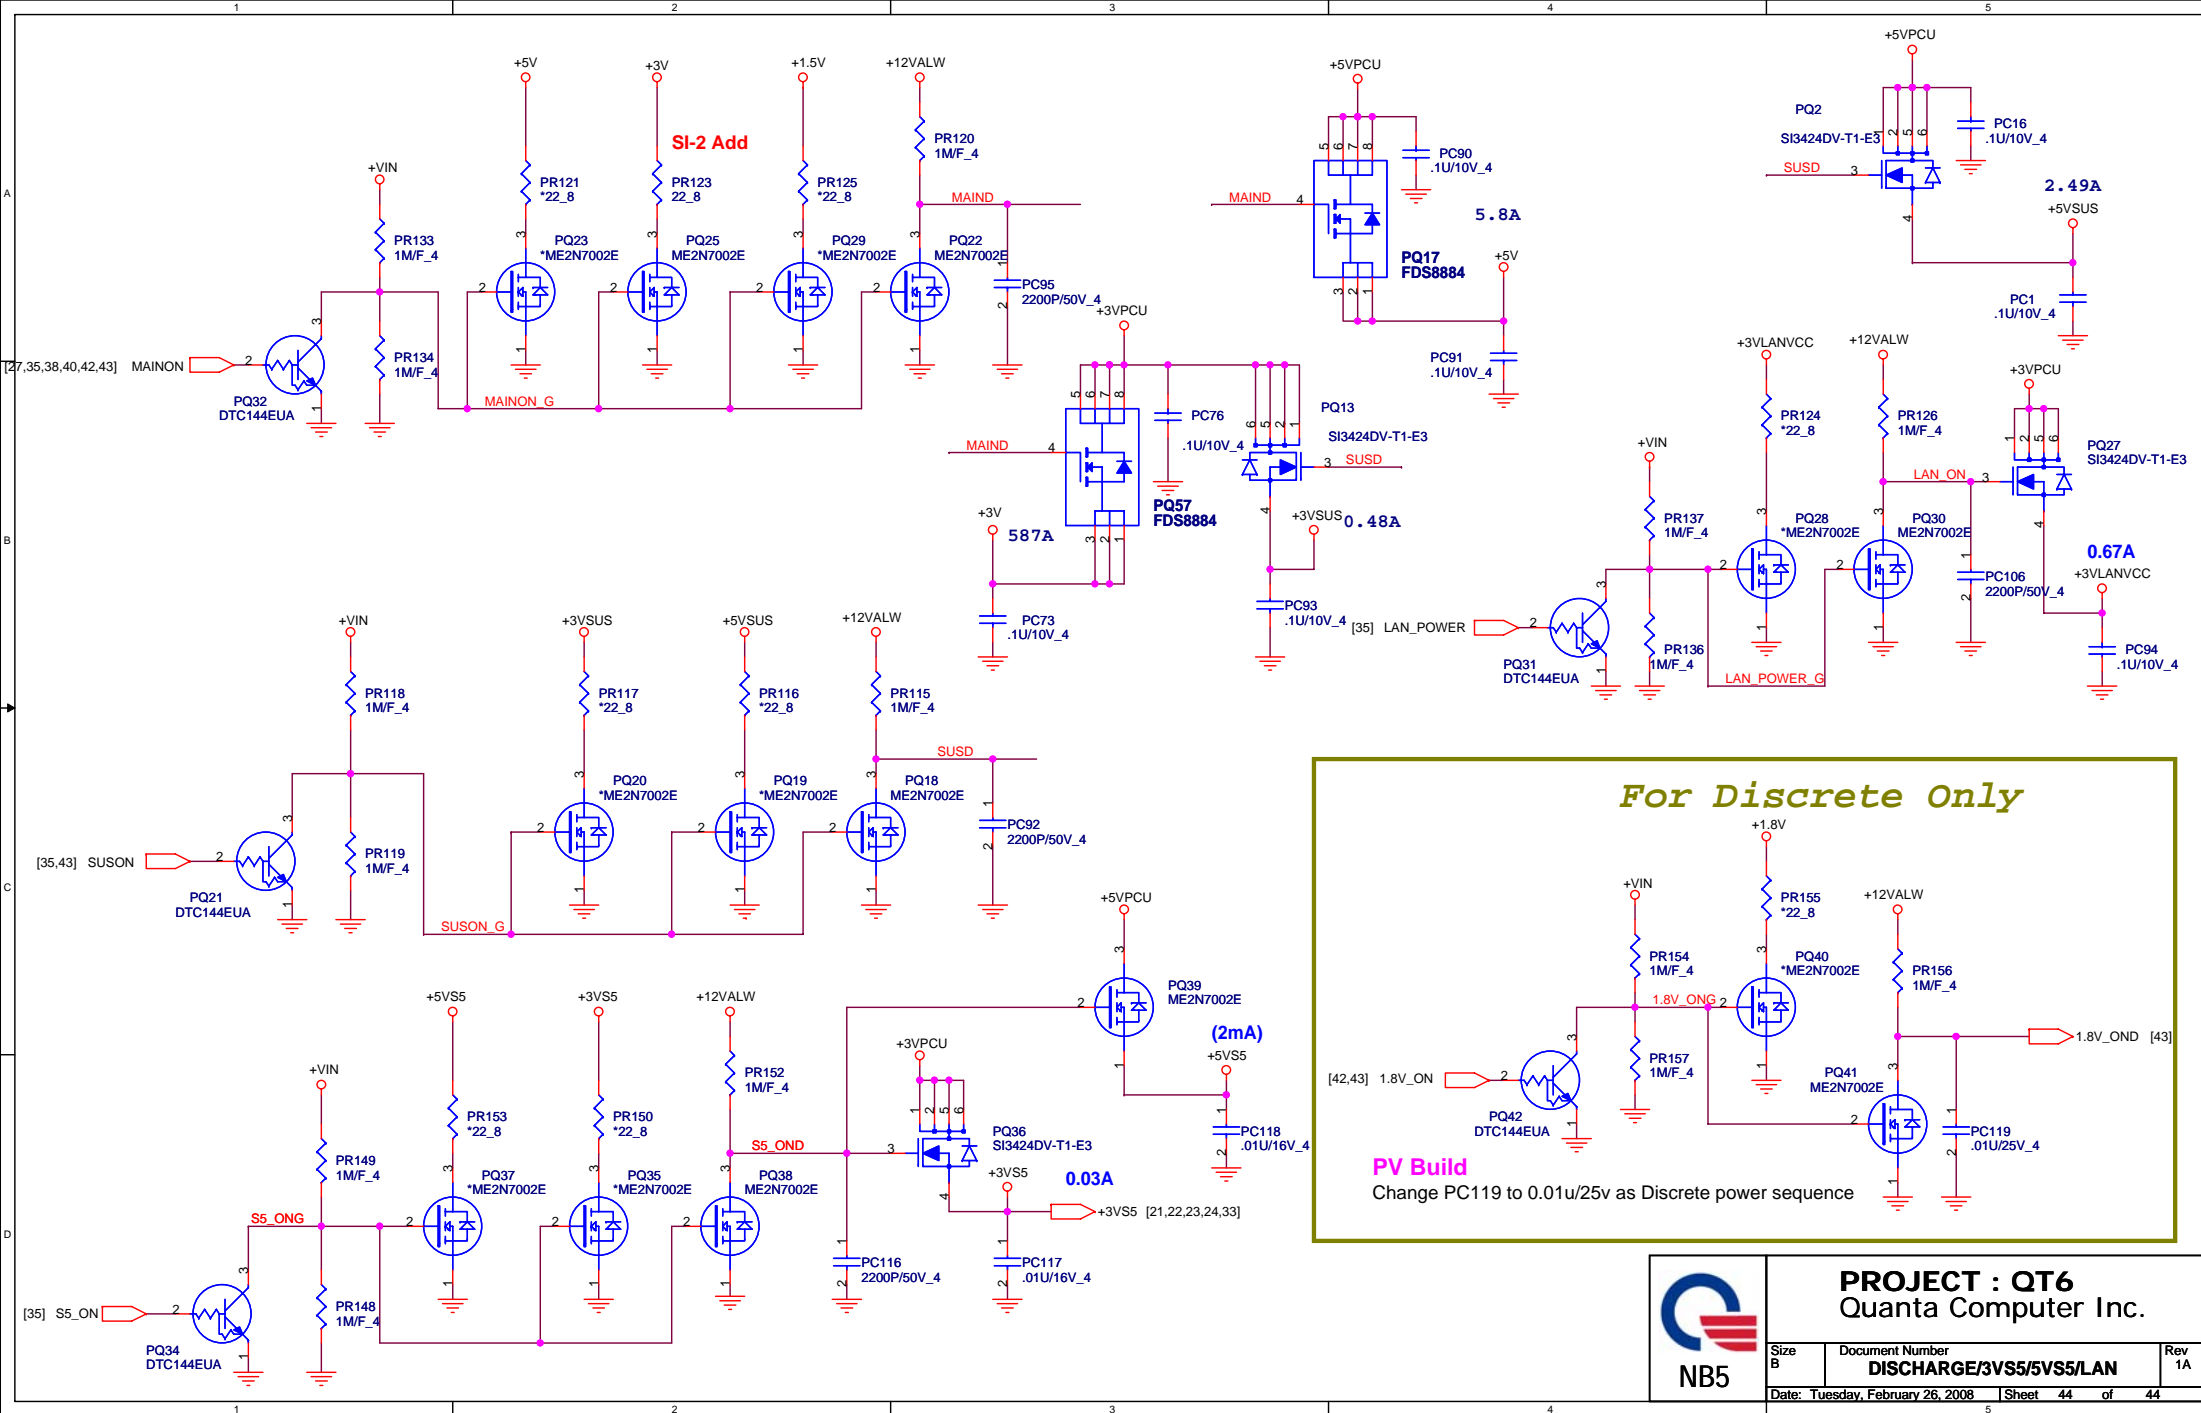 1 2 3 4 5
A
B
C
D
+5V
+3V
+1.5V
+12VALW
SI-2 Add
+VIN
PR121
*22_8
PR123
22_8
PR125
*22_8
PR120
1M/F_4
PR133
1M/F_4
PR134
1M/F_4
PQ23
*ME2N7002E
PQ25
ME2N7002E
PQ29
*ME2N7002E
PQ22
ME2N7002E
MAIND
PC95
2200P/50V_4
[27,35,38,40,42,43] MAINON
PQ32
DTC144EUA
MAINON_G
+5VPCU
PC90
.1U/10V_4
MAIND
5.8A
PQ17
FDS8884
+5V
PC91
.1U/10V_4
+5VPCU
PQ2
SI3424DV-T1-E3
PC16
.1U/10V_4
SUSD
2.49A
+5VSUS
PC1
.1U/10V_4
+3VPCU
MAIND
PC76
.1U/10V_4
PQ13
SI3424DV-T1-E3
SUSD
PQ57
FDS8884
+3V
587A
PC73
.1U/10V_4
+3VSUS
0.48A
PC93
.1U/10V_4
+3VLANVCC
+12VALW
+3VPCU
PR124
*22_8
PR126
1M/F_4
PQ27
SI3424DV-T1-E3
+VIN
LAN_ON
PR137
1M/F_4
PQ28
*ME2N7002E
PQ30
ME2N7002E
0.67A
+3VLANVCC
PC106
2200P/50V_4
[35] LAN_POWER
PQ31
DTC144EUA
PR136
1M/F_4
LAN_POWER_G
PC94
.1U/10V_4
+VIN
+3VSUS
+5VSUS
+12VALW
PR118
1M/F_4
PR117
*22_8
PR116
*22_8
PR115
1M/F_4
SUSD
PQ20
*ME2N7002E
PQ19
*ME2N7002E
PQ18
ME2N7002E
PC92
2200P/50V_4
[35,43] SUSON
PR119
1M/F_4
PQ21
DTC144EUA
SUSON_G
+5VPCU
PQ39
ME2N7002E
(2mA)
+5VS5
PC118
.01U/16V_4
+5VS5
+3VS5
+12VALW
+VIN
PR153
*22_8
PR150
*22_8
PR152
1M/F_4
+3VPCU
PQ36
SI3424DV-T1-E3
S5_OND
PR149
1M/F_4
PQ37
*ME2N7002E
PQ35
*ME2N7002E
PQ38
ME2N7002E
+3VS5
0.03A
+3VS5 [21,22,23,24,33]
S5_ONG
PC116
2200P/50V_4
PC117
.01U/16V_4
[35] S5_ON
PR148
1M/F_4
PQ34
DTC144EUA
For Discrete Only
+1.8V
+VIN
PR155
*22_8
+12VALW
PR154
1M/F_4
PQ40
*ME2N7002E
PR156
1M/F_4
1.8V_ONG
1.8V_OND [43]
[42,43] 1.8V_ON
PR157
1M/F_4
PQ41
ME2N7002E
PQ42
DTC144EUA
PC119
.01U/25V_4
PV Build
Change PC119 to 0.01u/25v as Discrete power sequence
NB5
PROJECT : QT6
Quanta Computer Inc.
Size
B
Document Number
DISCHARGE/3VS5/5VS5/LAN
Rev
1A
Date: Tuesday, February 26, 2008
Sheet 44 of 44
1 2 3 4 5